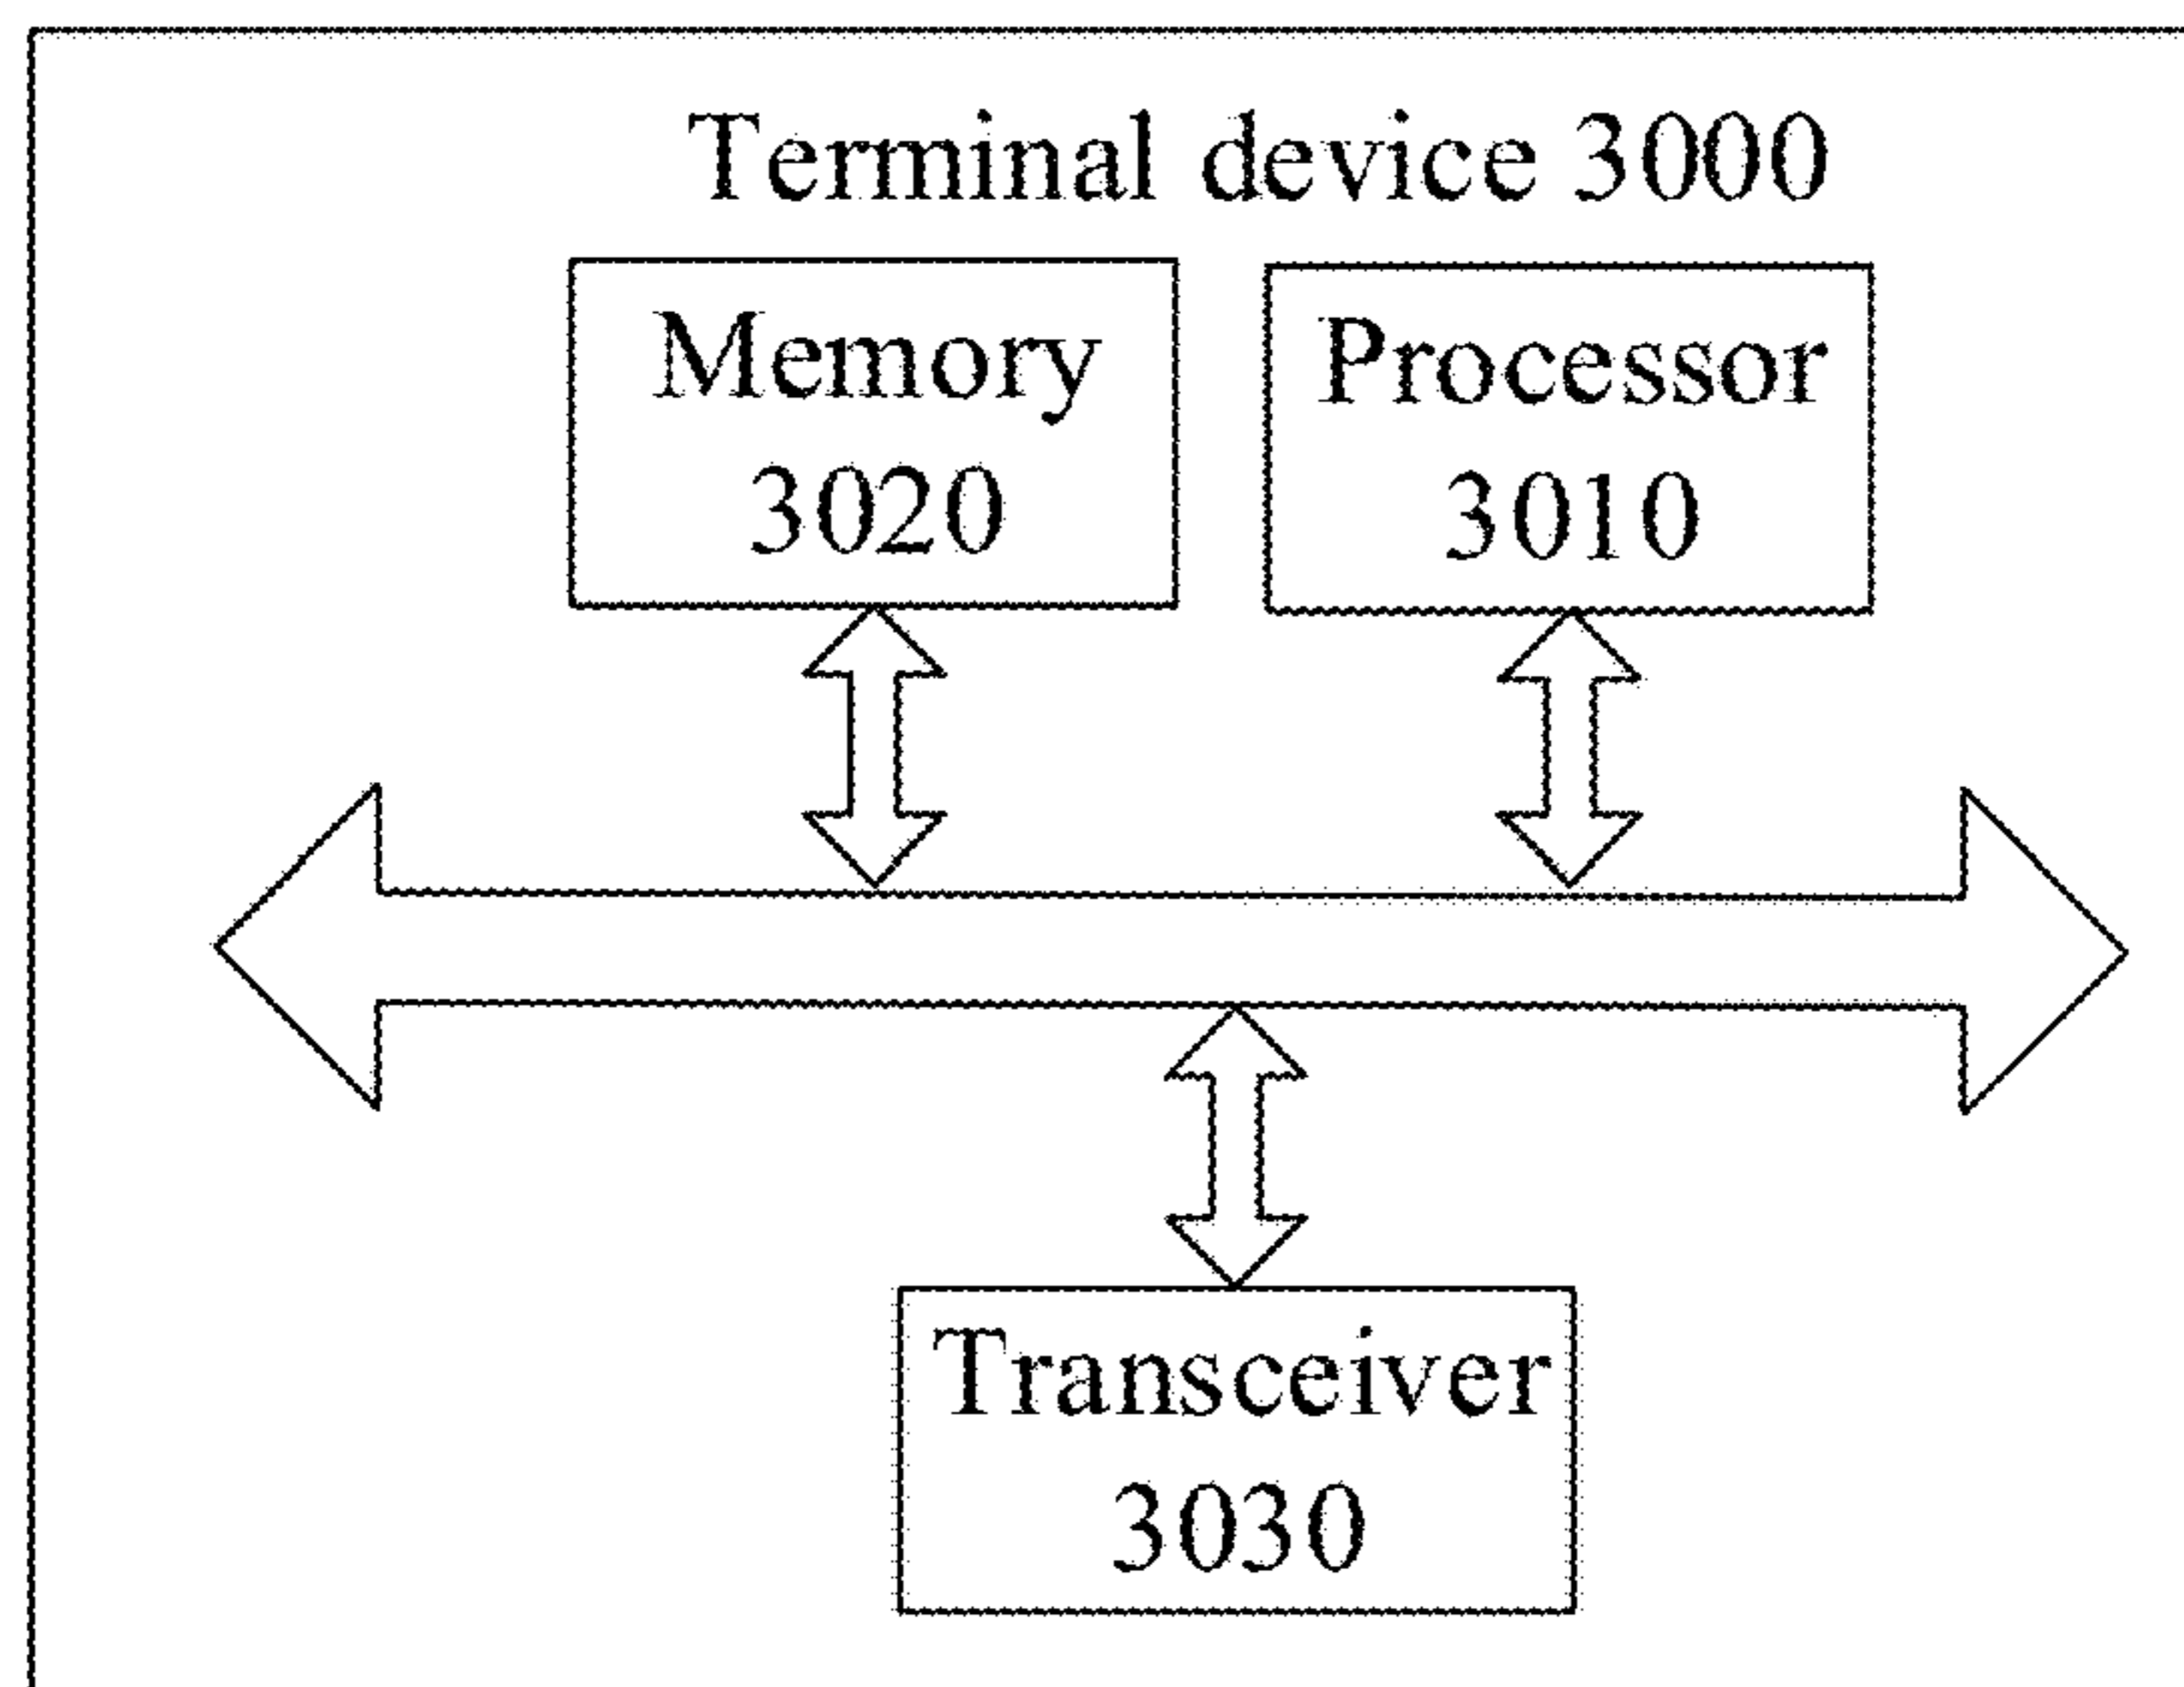 Terminal device 3000
Memory
3020
Processor
3010
Transceiver
3030